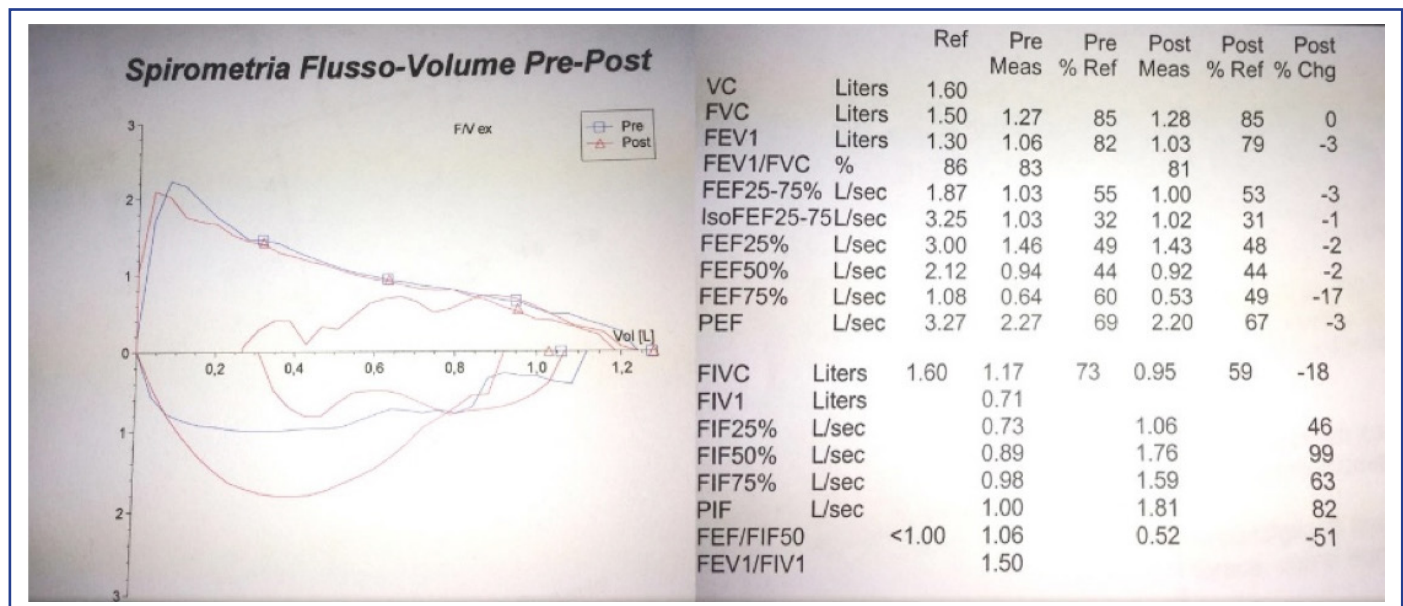 Spirometria Flusso-Volume Pre-Post
F/V ex
Pre
Post
3
2
1
0
0,2 0,4 0,6 0,8 1,0 1,2
Vol [L]
1
2
3
Ref Pre Pre Post Post Post
Meas % Ref Meas % Ref % Chg
VC Liters 1.60
FVC Liters 1.50 1.27 85 1.28 85 0
FEV1 Liters 1.30 1.06 82 1.03 79 -3
FEV1/FVC % 86 83 81
FEF25-75% L/sec 1.87 1.03 55 1.00 53 -3
IsoFEF25-75 L/sec 3.25 1.03 32 1.02 31 -1
FEF25% L/sec 3.00 1.46 49 1.43 48 -2
FEF50% L/sec 2.12 0.94 44 0.92 44 -2
FEF75% L/sec 1.08 0.64 60 0.53 49 -17
PEF L/sec 3.27 2.27 69 2.20 67 -3
FIVC Liters 1.60 1.17 73 0.95 59 -18
FIV1 Liters 0.71
FIF25% L/sec 0.73 1.06 46
FIF50% L/sec 0.89 1.76 99
FIF75% L/sec 0.98 1.59 63
PIF L/sec 1.00 1.81 82
FEF/FIF50 <1.00 1.06 0.52 -51
FEV1/FIV1 1.50